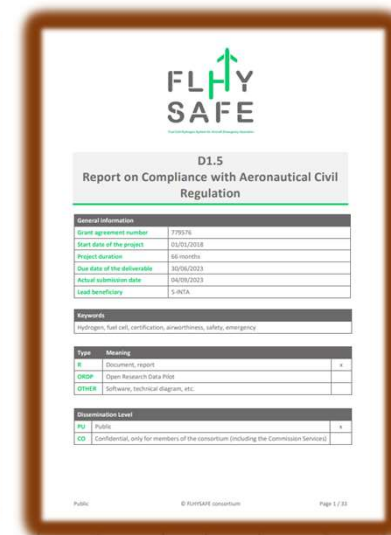 FLHY
SAFE
D1.5
Report on Compliance with Aeronautical Civil
Regulation
General information
Grant agreement number 779576
Start date of the project 01/01/2018
Project duration 66 months
Due date of the deliverable 30/06/2023
Actual submission date 04/09/2023
Lead beneficiary S-INTA
Keywords
Hydrogen, fuel cell, certification, airworthiness, safety, emergency
Type Meaning
R Document, report x
ORDP Open Research Data Pilot
OTHER Software, technical diagram, etc.
Dissemination Level
PU Public x
CO Confidential, only for members of the consortium (including the Commission Services)
Public © FLHYSAFE consortium Page 1 / 33